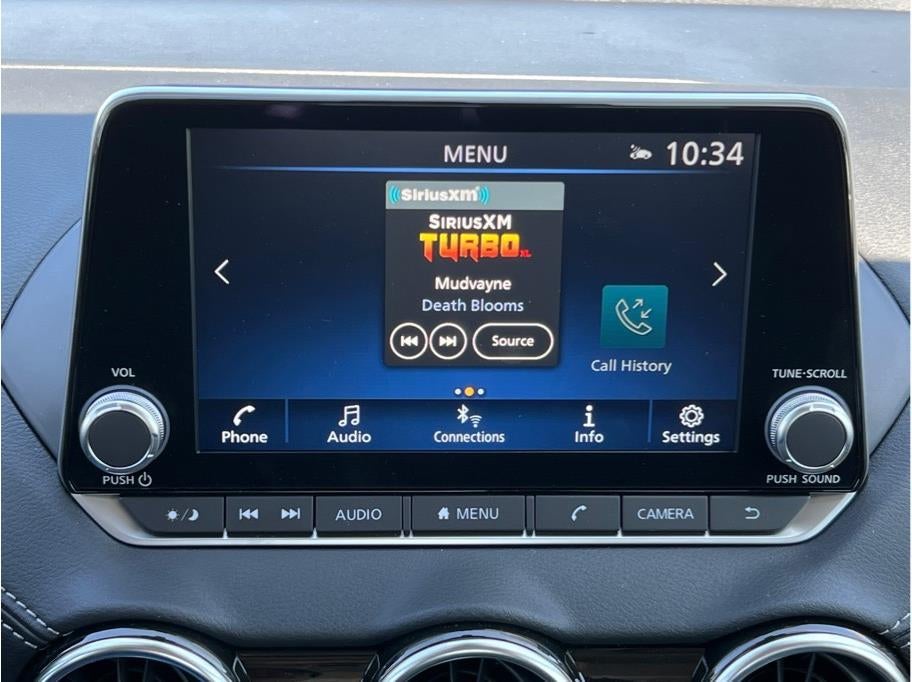 MENU 10:34
SiriusXM
SIRIUSXM
TURBO XL
Mudvayne
Death Blooms
Source
Call History
VOL
TUNE·SCROLL
Phone Audio Connections Info Settings
PUSH
PUSH SOUND
AUDIO MENU CAMERA